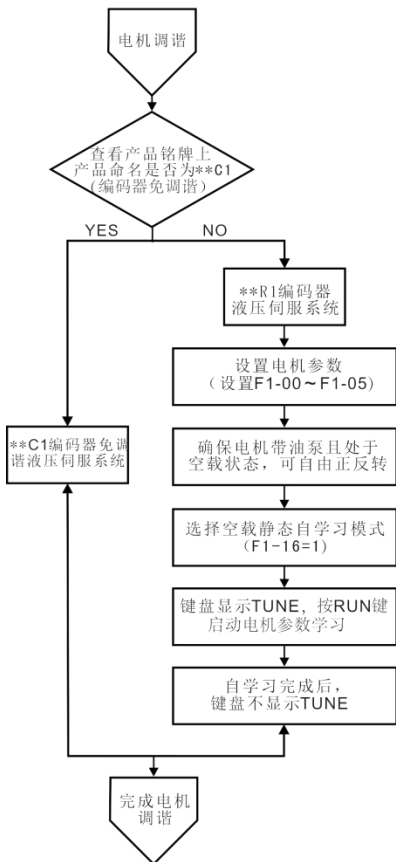 电机调谐
查看产品铭牌上
产品命名是否为**C1
(编码器免调谐)
YES
NO
**R1编码器
液压伺服系统
设置电机参数
(设置F1-00～F1-05)
**C1编码器免调
谐液压伺服系统
确保电机带油泵且处于
空载状态，可自由正反转
选择空载静态自学习模式
(F1-16=1)
键盘显示TUNE，按RUN键
启动电机参数学习
自学习完成后，
键盘不显示TUNE
完成电机
调谐